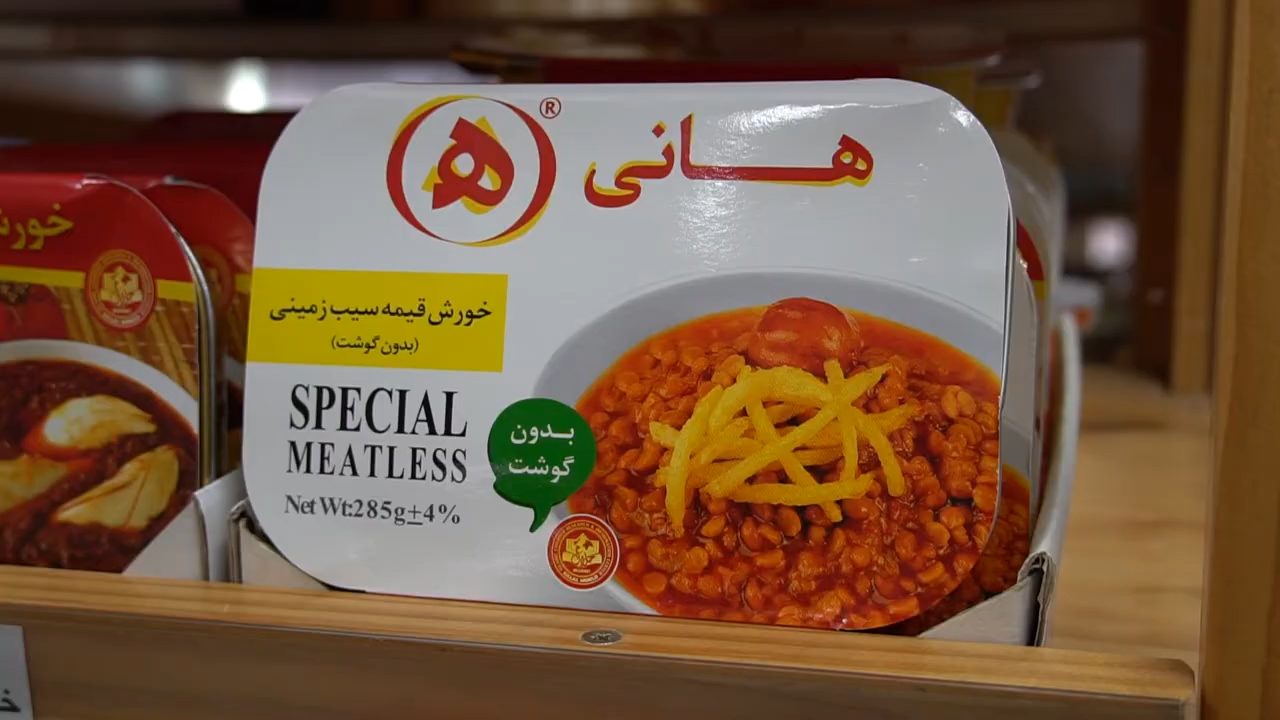 ه ®
هانی
خورش قیمه سیب زمینی
(بدون گوشت)
SPECIAL
MEATLESS
Net Wt:285g±4%
بدون
گوشت